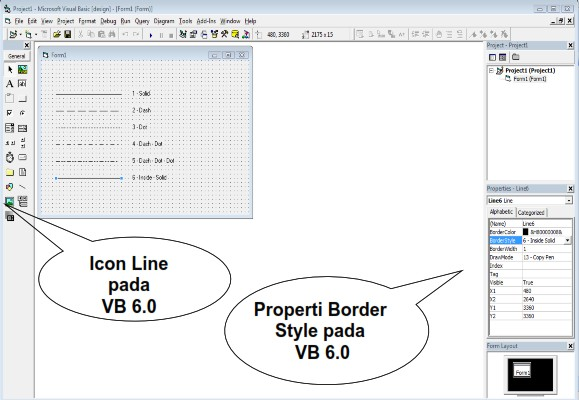 Project1 - Microsoft Visual Basic [design] - [Form1 (Form)]
File Edit View Project Format Debug Run Query Diagram Tools Add-Ins Window Help
480, 3360
2175 x 15
General
A
ab
Form1
1 - Solid
2 - Dash
3 - Dot
4 - Dash - Dot
5 - Dash - Dot - Dot
6 - Inside - Solid
Icon Line
pada
VB 6.0
Properti Border
Style pada
VB 6.0
Project - Project1
Project1 (Project1)
Form1 (Form1)
Properties - Line6
Line6 Line
Alphabetic Categorized
(Name) Line6
BorderColor &H80000008&
BorderStyle 6 - Inside Solid
BorderWidth 1
DrawMode 13 - Copy Pen
Index
Tag
Visible True
X1 480
X2 2640
Y1 3360
Y2 3360
Form Layout
Form1